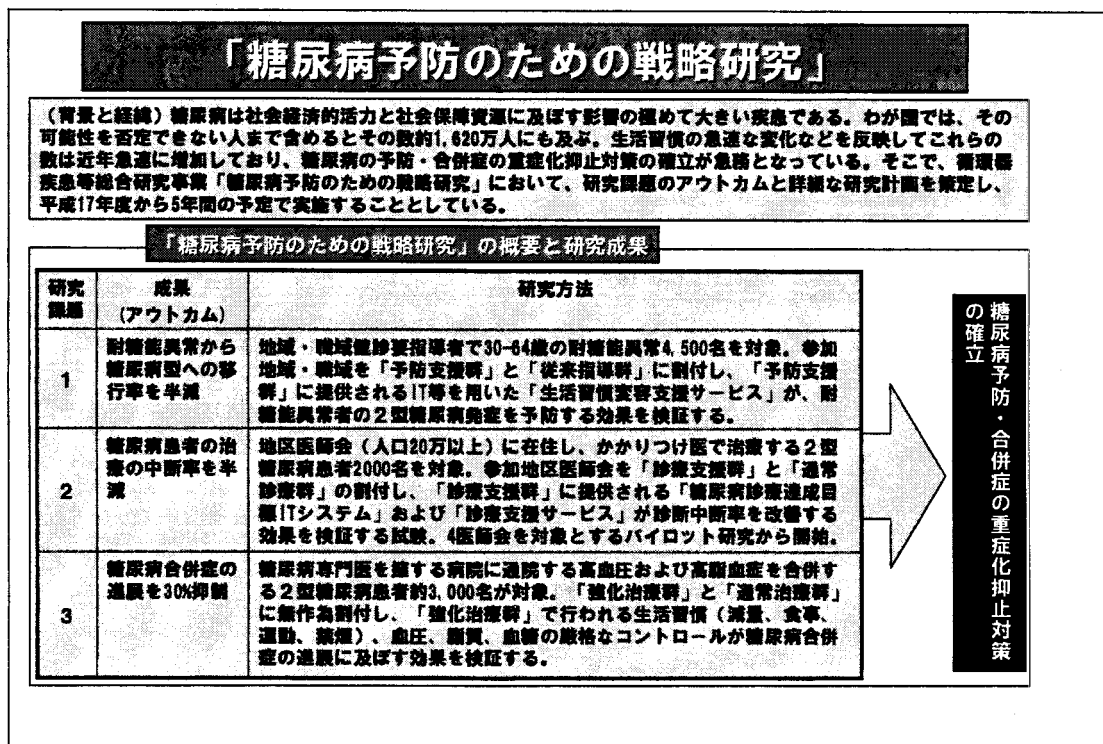 「糖尿病予防のための戦略研究」
(背景と経緯)糖尿病は社会経済的活力と社会保障資源に及ぼす影響の極めて大きい疾患である。わが国では、その
可能性を否定できない人まで含めるとその数約1,620万人にも及ぶ。生活習慣の急速な変化などを反映してこれらの
数は近年急速に増加しており、糖尿病の予防・合併症の重症化抑止対策の確立が急務となっている。そこで、循環器
疾患等総合研究事業「糖尿病予防のための戦略研究」において、研究課題のアウトカムと詳細な研究計画を策定し、
平成17年度から5年間の予定で実施することとしている。
「糖尿病予防のための戦略研究」の概要と研究成果
研究
課題
成果
(アウトカム)
研究方法
1
耐糖能異常から
糖尿病型への移
行率を半減
地域・職域健診要指導者で30-64歳の耐糖能異常4,500名を対象。参加
地域・職域を「予防支援群」と「従来指導群」に割付し、「予防支援
群」に提供されるIT等を用いた「生活習慣変容支援サービス」が、耐
糖能異常者の2型糖尿病発症を予防する効果を検証する。
2
糖尿病患者の治
療の中断率を半
減
地区医師会(人口20万以上)に在住し、かかりつけ医で治療する2型
糖尿病患者2000名を対象。参加地区医師会を「診療支援群」と「通常
診療群」の割付し、「診療支援群」に提供される「糖尿病診療達成目
標ITシステム」および「診療支援サービス」が診断中断率を改善する
効果を検証する試験。4医師会を対象とするパイロット研究から開始。
3
糖尿病合併症の
進展を30%抑制
糖尿病専門医を擁する病院に通院する高血圧および高脂血症を合併す
る2型糖尿病患者約3,000名が対象。「強化治療群」と「通常治療群」
に無作為割付し、「強化治療群」で行われる生活習慣(減量、食事、
運動、禁煙)、血圧、脂質、血糖の厳格なコントロールが糖尿病合併
症の進展に及ぼす効果を検証する。
糖尿病予防・合併症の重症化抑止対策
の確立